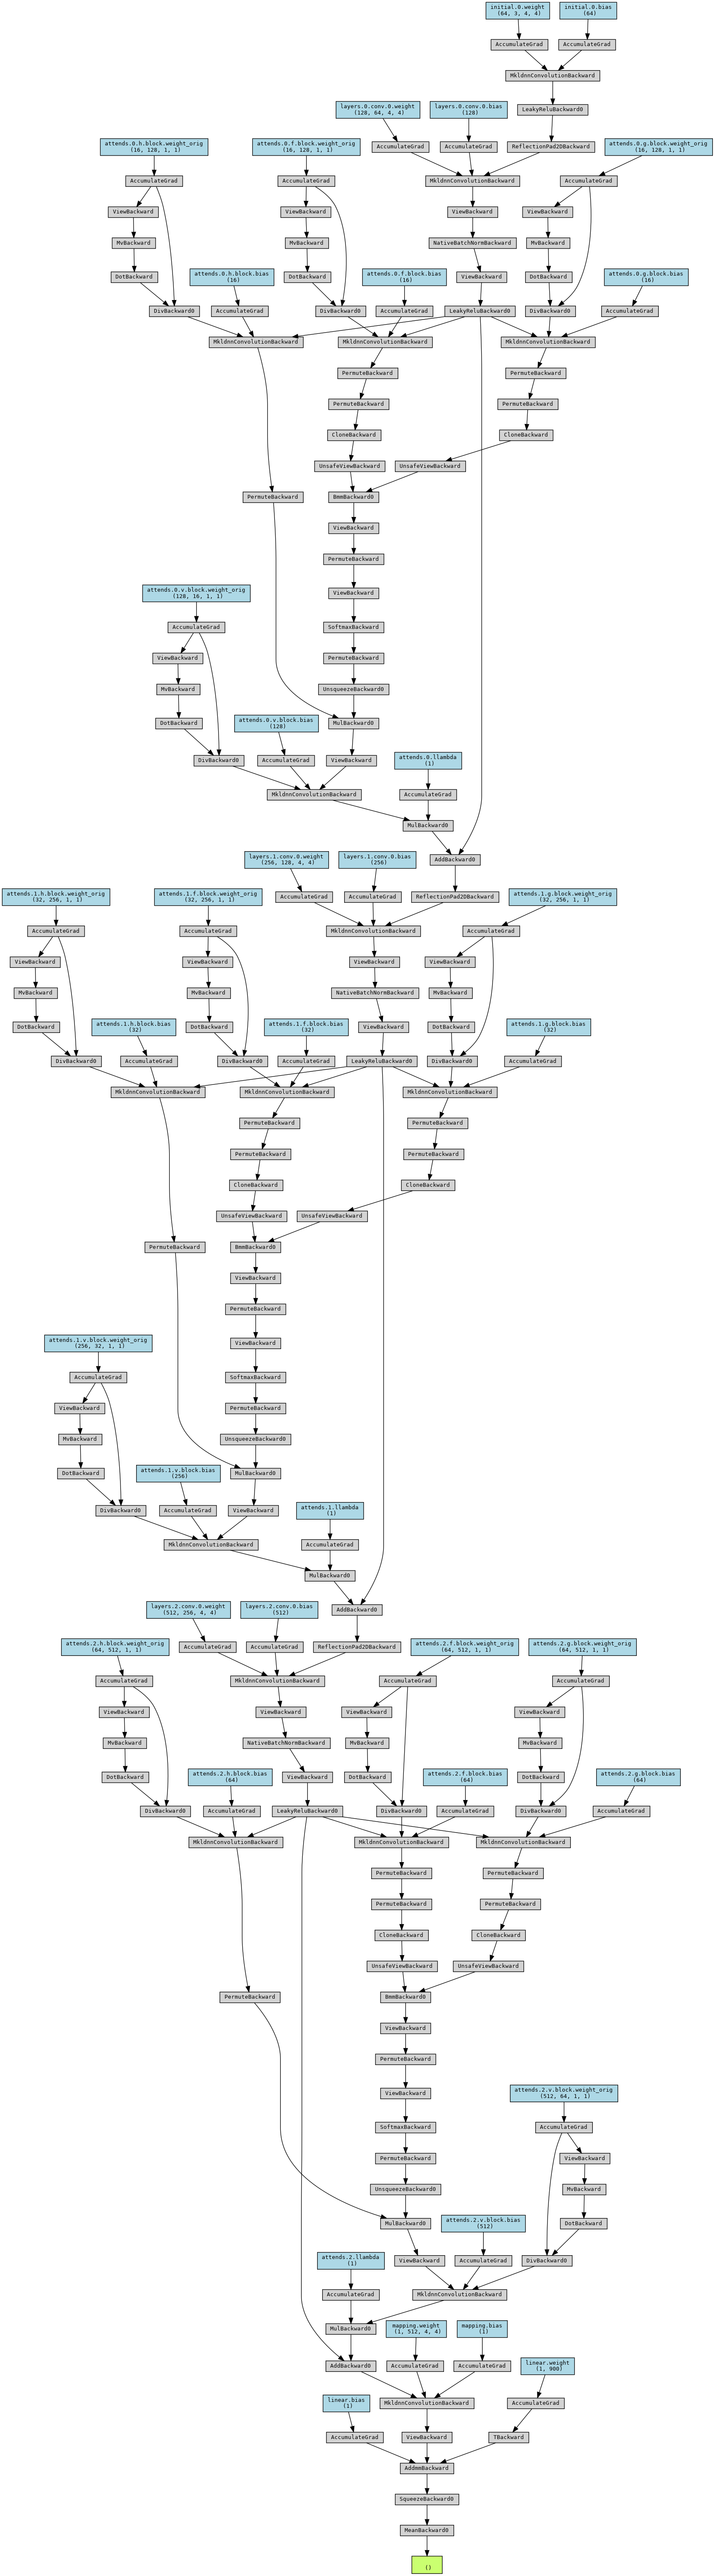 initial.0.weight
(64, 3, 4, 4)
initial.0.bias
(64)
AccumulateGrad
AccumulateGrad
MkldnnConvolutionBackward
LeakyReluBackward0
layers.0.conv.0.weight
(128, 64, 4, 4)
layers.0.conv.0.bias
(128)
attends.0.h.block.weight_orig
(16, 128, 1, 1)
attends.0.f.block.weight_orig
(16, 128, 1, 1)
AccumulateGrad
AccumulateGrad
ReflectionPad2DBackward
attends.0.g.block.weight_orig
(16, 128, 1, 1)
AccumulateGrad
AccumulateGrad
MkldnnConvolutionBackward
AccumulateGrad
ViewBackward
ViewBackward
ViewBackward
ViewBackward
MvBackward
MvBackward
NativeBatchNormBackward
MvBackward
DotBackward
attends.0.h.block.bias
(16)
DotBackward
attends.0.f.block.bias
(16)
ViewBackward
DotBackward
attends.0.g.block.bias
(16)
DivBackward0
AccumulateGrad
DivBackward0
AccumulateGrad
LeakyReluBackward0
DivBackward0
AccumulateGrad
MkldnnConvolutionBackward
MkldnnConvolutionBackward
MkldnnConvolutionBackward
PermuteBackward
PermuteBackward
PermuteBackward
PermuteBackward
CloneBackward
CloneBackward
UnsafeViewBackward
UnsafeViewBackward
PermuteBackward
BmmBackward0
ViewBackward
PermuteBackward
attends.0.v.block.weight_orig
(128, 16, 1, 1)
ViewBackward
AccumulateGrad
SoftmaxBackward
ViewBackward
PermuteBackward
MvBackward
UnsqueezeBackward0
DotBackward
attends.0.v.block.bias
(128)
MulBackward0
DivBackward0
AccumulateGrad
ViewBackward
attends.0.llambda
(1)
MkldnnConvolutionBackward
AccumulateGrad
MulBackward0
layers.1.conv.0.weight
(256, 128, 4, 4)
layers.1.conv.0.bias
(256)
AddBackward0
attends.1.h.block.weight_orig
(32, 256, 1, 1)
attends.1.f.block.weight_orig
(32, 256, 1, 1)
AccumulateGrad
AccumulateGrad
ReflectionPad2DBackward
attends.1.g.block.weight_orig
(32, 256, 1, 1)
AccumulateGrad
AccumulateGrad
MkldnnConvolutionBackward
AccumulateGrad
ViewBackward
ViewBackward
ViewBackward
ViewBackward
MvBackward
MvBackward
NativeBatchNormBackward
MvBackward
DotBackward
attends.1.h.block.bias
(32)
DotBackward
attends.1.f.block.bias
(32)
ViewBackward
DotBackward
attends.1.g.block.bias
(32)
DivBackward0
AccumulateGrad
DivBackward0
AccumulateGrad
LeakyReluBackward0
DivBackward0
AccumulateGrad
MkldnnConvolutionBackward
MkldnnConvolutionBackward
MkldnnConvolutionBackward
PermuteBackward
PermuteBackward
PermuteBackward
PermuteBackward
CloneBackward
CloneBackward
UnsafeViewBackward
UnsafeViewBackward
PermuteBackward
BmmBackward0
ViewBackward
PermuteBackward
attends.1.v.block.weight_orig
(256, 32, 1, 1)
ViewBackward
AccumulateGrad
SoftmaxBackward
ViewBackward
PermuteBackward
MvBackward
UnsqueezeBackward0
DotBackward
attends.1.v.block.bias
(256)
MulBackward0
DivBackward0
AccumulateGrad
ViewBackward
attends.1.llambda
(1)
MkldnnConvolutionBackward
AccumulateGrad
MulBackward0
layers.2.conv.0.weight
(512, 256, 4, 4)
layers.2.conv.0.bias
(512)
AddBackward0
attends.2.h.block.weight_orig
(64, 512, 1, 1)
AccumulateGrad
AccumulateGrad
ReflectionPad2DBackward
attends.2.f.block.weight_orig
(64, 512, 1, 1)
attends.2.g.block.weight_orig
(64, 512, 1, 1)
AccumulateGrad
MkldnnConvolutionBackward
AccumulateGrad
AccumulateGrad
ViewBackward
ViewBackward
ViewBackward
ViewBackward
MvBackward
NativeBatchNormBackward
MvBackward
MvBackward
DotBackward
attends.2.h.block.bias
(64)
ViewBackward
DotBackward
attends.2.f.block.bias
(64)
DotBackward
attends.2.g.block.bias
(64)
DivBackward0
AccumulateGrad
LeakyReluBackward0
DivBackward0
AccumulateGrad
DivBackward0
AccumulateGrad
MkldnnConvolutionBackward
MkldnnConvolutionBackward
MkldnnConvolutionBackward
PermuteBackward
PermuteBackward
PermuteBackward
PermuteBackward
CloneBackward
CloneBackward
UnsafeViewBackward
UnsafeViewBackward
PermuteBackward
BmmBackward0
ViewBackward
PermuteBackward
ViewBackward
attends.2.v.block.weight_orig
(512, 64, 1, 1)
SoftmaxBackward
AccumulateGrad
PermuteBackward
ViewBackward
UnsqueezeBackward0
MvBackward
MulBackward0
attends.2.v.block.bias
(512)
DotBackward
attends.2.llambda
(1)
ViewBackward
AccumulateGrad
DivBackward0
AccumulateGrad
MkldnnConvolutionBackward
MulBackward0
mapping.weight
(1, 512, 4, 4)
mapping.bias
(1)
AddBackward0
AccumulateGrad
AccumulateGrad
linear.weight
(1, 900)
linear.bias
(1)
MkldnnConvolutionBackward
AccumulateGrad
AccumulateGrad
ViewBackward
TBackward
AddmmBackward
SqueezeBackward0
MeanBackward0
()